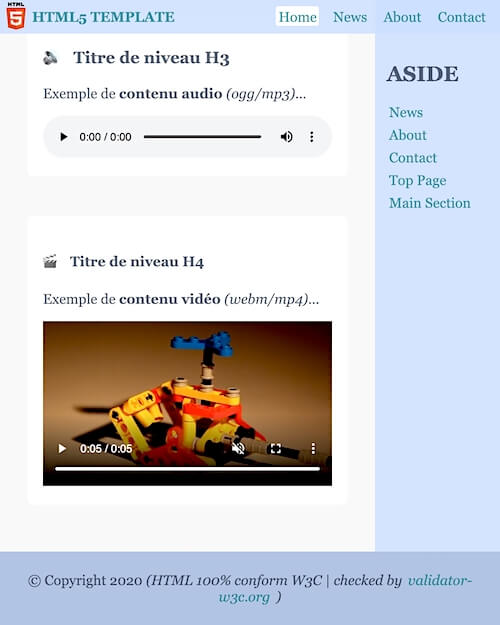 HTML
5
HTML5 TEMPLATE
Home News About Contact
Titre de niveau H3
Exemple de contenu audio (ogg/mp3)...
0:00 / 0:00
Titre de niveau H4
Exemple de contenu vidéo (webm/mp4)...
0:05 / 0:05
ASIDE
News
About
Contact
Top Page
Main Section
© Copyright 2020 (HTML 100% conform W3C | checked by validator-
w3c.org )